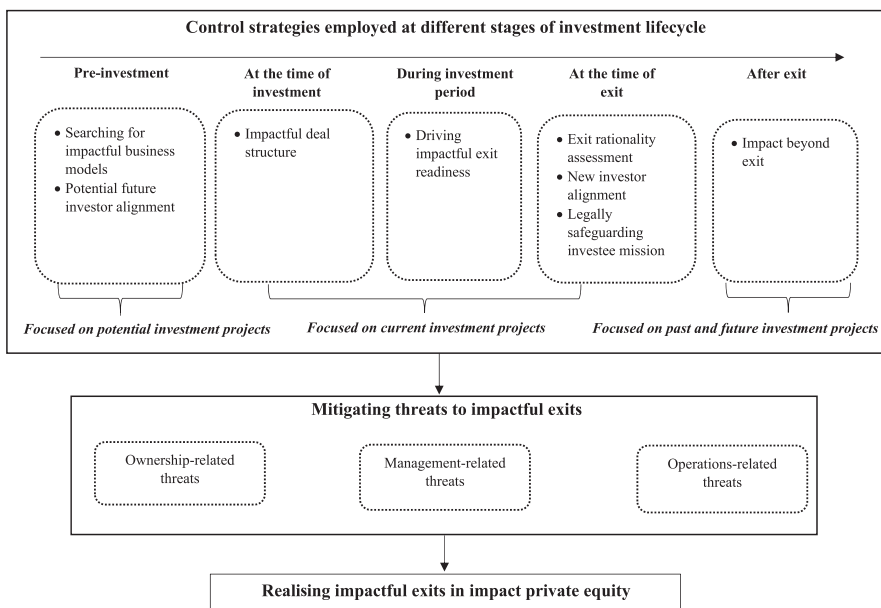 Control strategies employed at different stages of investment lifecycle
Pre-investment
At the time of
investment
During investment
period
At the time of
exit
After exit
• Searching for
impactful business
models
• Potential future
investor alignment
• Impactful deal
structure
• Driving
impactful exit
readiness
• Exit rationality
assessment
• New investor
alignment
• Legally
safeguarding
investee mission
• Impact beyond
exit
Focused on potential investment projects
Focused on current investment projects
Focused on past and future investment projects
Mitigating threats to impactful exits
Ownership-related
threats
Management-related
threats
Operations-related
threats
Realising impactful exits in impact private equity